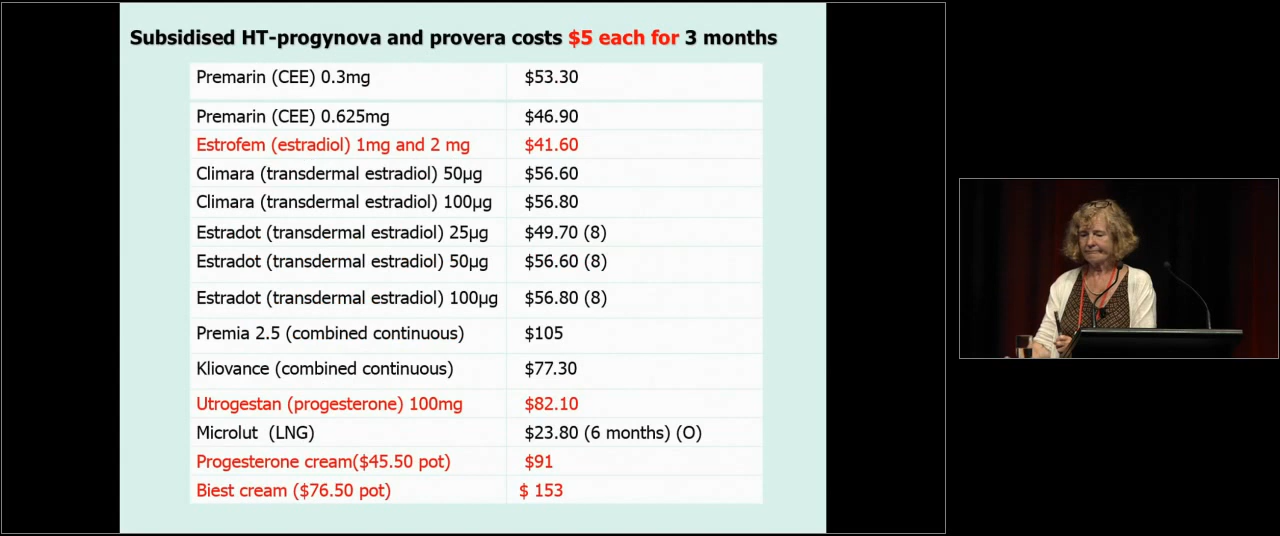 Subsidised HT-progynova and provera costs $5 each for 3 months
Premarin (CEE) 0.3mg $53.30
Premarin (CEE) 0.625mg $46.90
Estrofem (estradiol) 1mg and 2 mg $41.60
Climara (transdermal estradiol) 50µg $56.60
Climara (transdermal estradiol) 100µg $56.80
Estradot (transdermal estradiol) 25µg $49.70 (8)
Estradot (transdermal estradiol) 50µg $56.60 (8)
Estradot (transdermal estradiol) 100µg $56.80 (8)
Premia 2.5 (combined continuous) $105
Kliovance (combined continuous) $77.30
Utrogestan (progesterone) 100mg $82.10
Microlut (LNG) $23.80 (6 months) (O)
Progesterone cream($45.50 pot) $91
Biest cream ($76.50 pot) $ 153